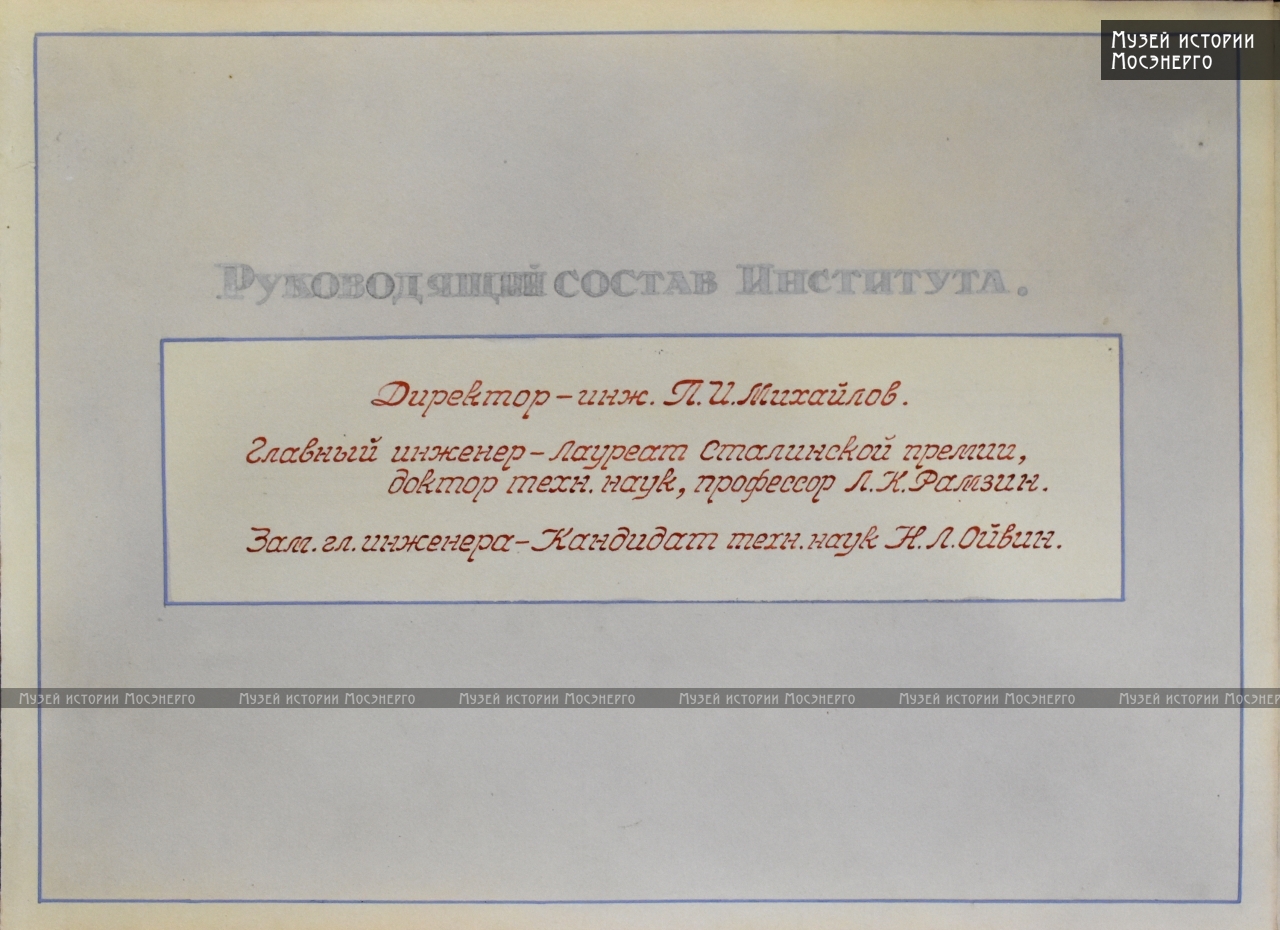 Музей истории
Мосэнерго
Руководящий состав Института.
Директор – инж. П.И.Михайлов.
Главный инженер – Лауреат Сталинской премии,
доктор техн. наук, профессор Л.К.Рамзин.
Зам. гл. инженера – Кандидат техн. наук Н.Л.Ойвин.
Музей истории Мосэнерго Музей истории Мосэнерго Музей истории Мосэнерго Музей истории Мосэнерго Музей истории Мосэнерго Музей истории Мосэнер